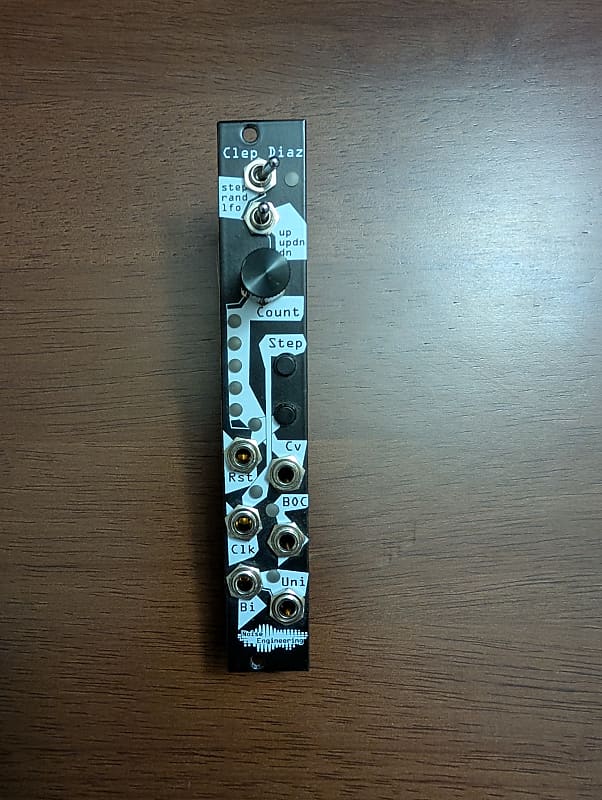 Clep Diaz
step
rand
lfo
up
updn
dn
Count
Step
Cv
Rst
BOC
Clk
Uni
Bi
Noise
Engineering